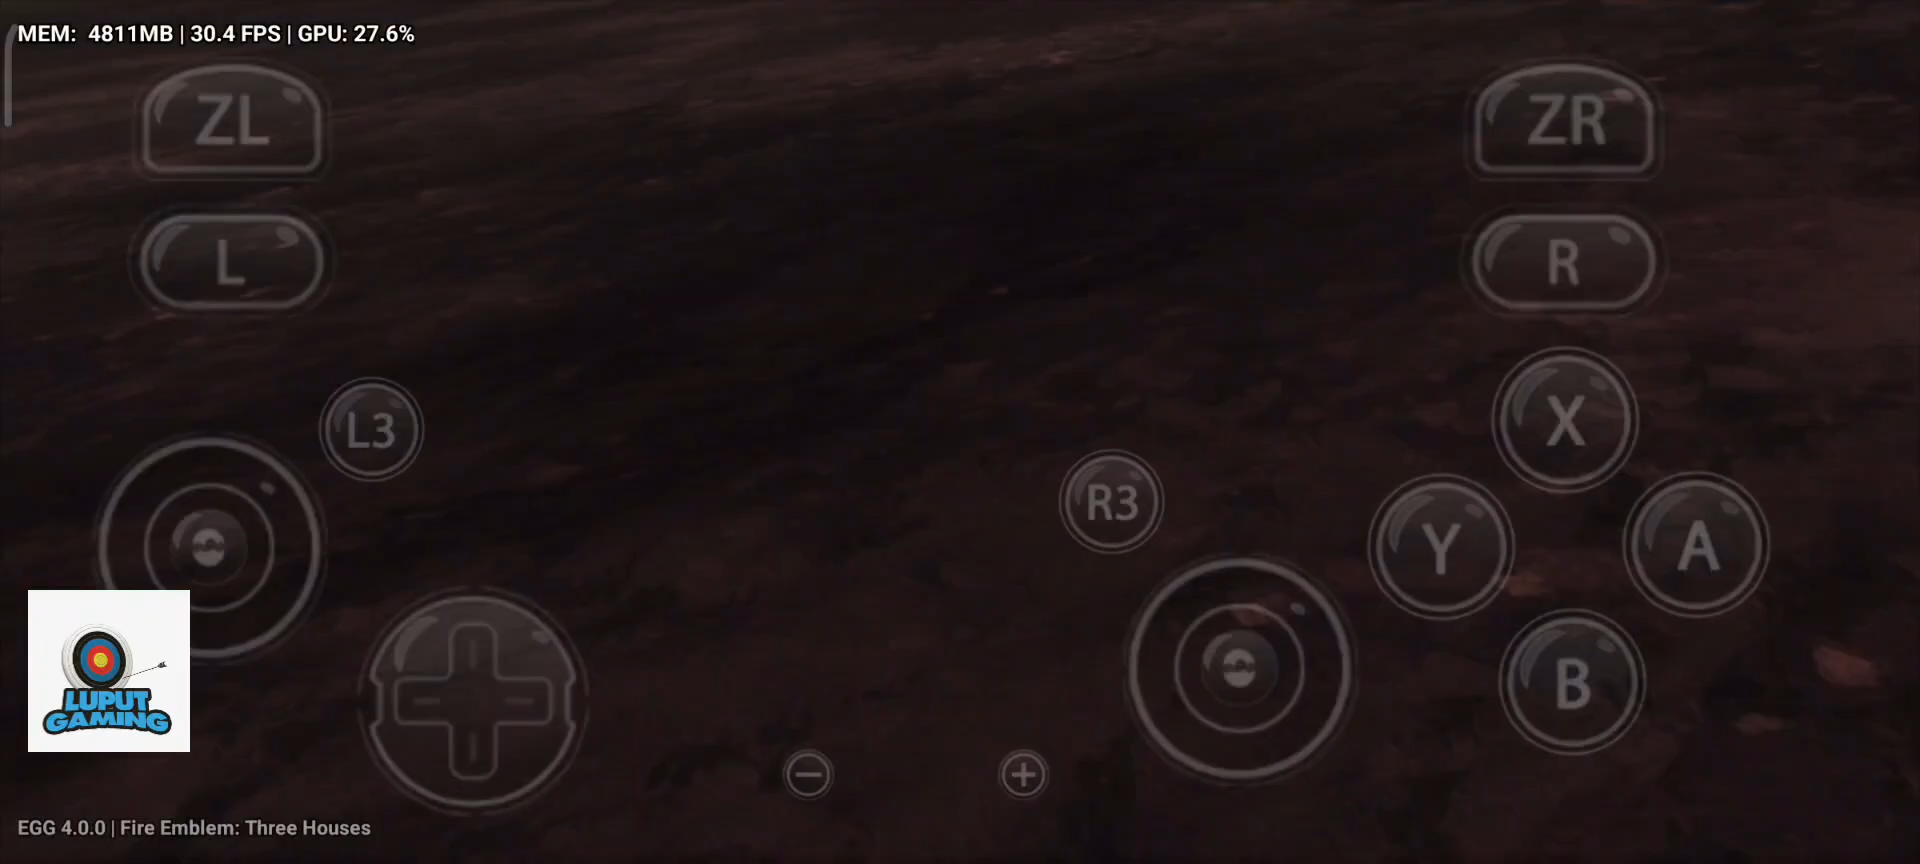 MEM: 4811MB | 30.4 FPS | GPU: 27.6%
ZL
ZR
L
R
L3
X
R3
Y
A
B
LUPUT
GAMING
EGG 4.0.0 | Fire Emblem: Three Houses